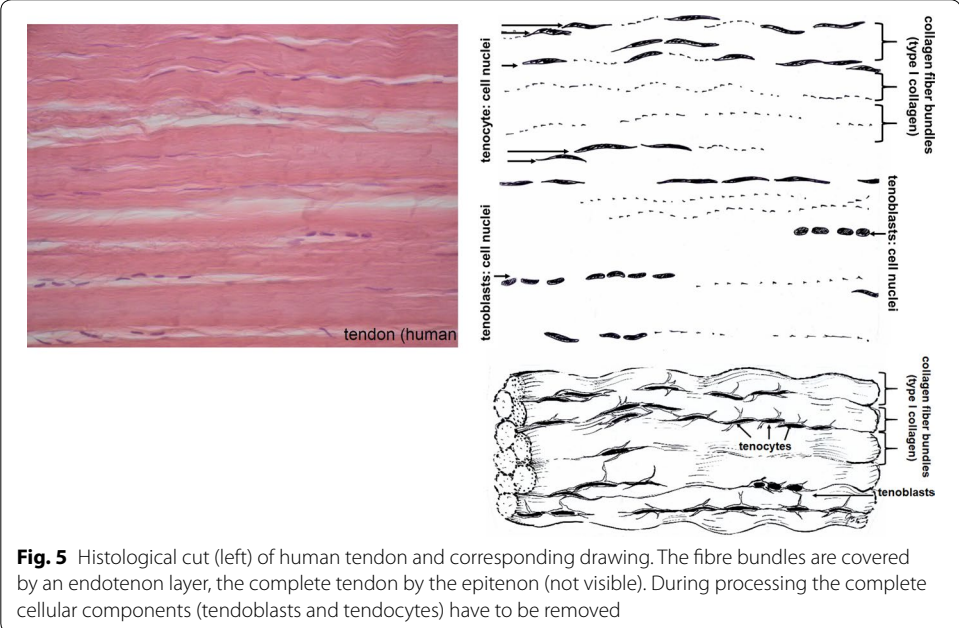 tendon (human
tenocyte: cell nuclei
collagen fiber bundles
(type I collagen)
tenoblasts: cell nuclei
tenoblasts: cell nuclei
collagen fiber bundles
(type I collagen)
tenocytes
tenoblasts
Fig. 5 Histological cut (left) of human tendon and corresponding drawing. The fibre bundles are covered
by an endotenon layer, the complete tendon by the epitenon (not visible). During processing the complete
cellular components (tendoblasts and tendocytes) have to be removed